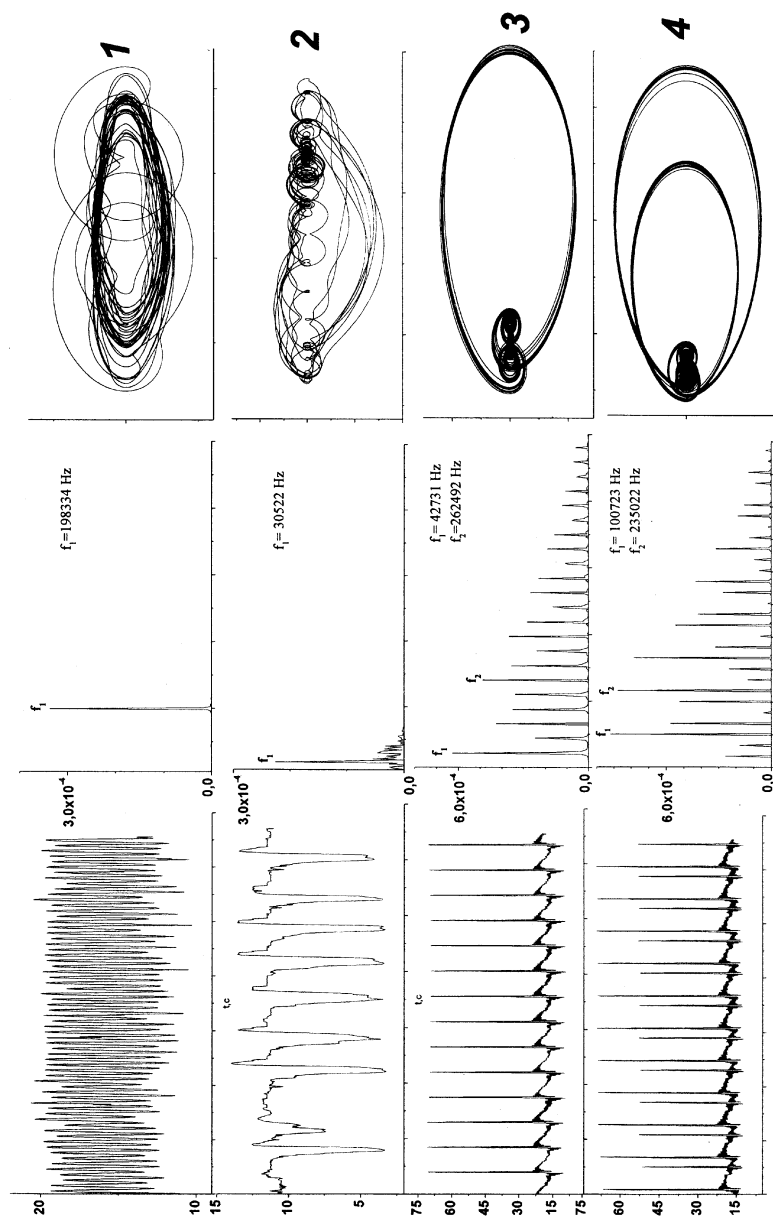 1
f₁
f₁=198334 Hz
3,0x10⁻⁴
0,0
20
15
10
2
f₁
f₁= 30522 Hz
3,0x10⁻⁴
0,0
t,c
10
5
3
f₁
f₂
f₁= 42731 Hz
f₂=262492 Hz
6,0x10⁻⁴
0,0
t,c
75
60
45
30
15
4
f₁
f₂
f₁= 100723 Hz
f₂= 235022 Hz
6,0x10⁻⁴
0,0
75
60
45
30
15